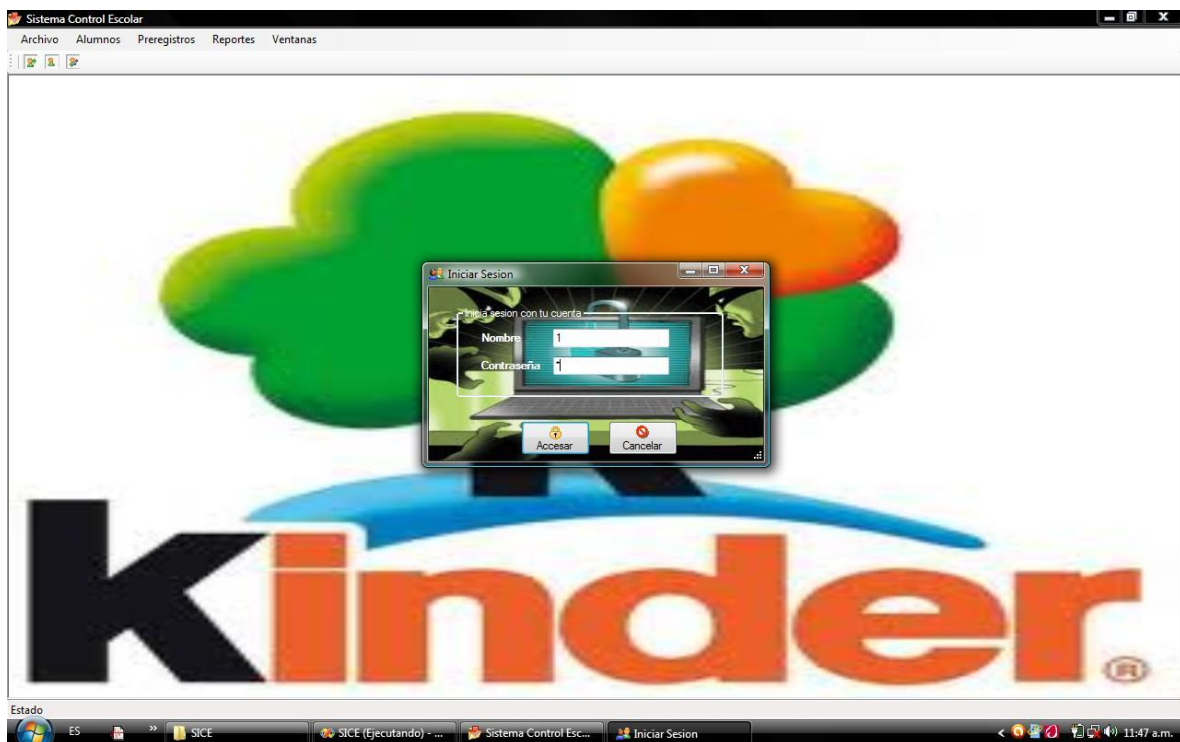 Sistema Control Escolar
Archivo Alumnos Preregistros Reportes Ventanas
Iniciar Sesion
Inicia sesion con tu cuenta
Nombre 1
Contraseña *
Accesar Cancelar
Kinder ®
Estado
ES » SICE SICE (Ejecutando) - ... Sistema Control Esc... Iniciar Sesion < 11:47 a.m.